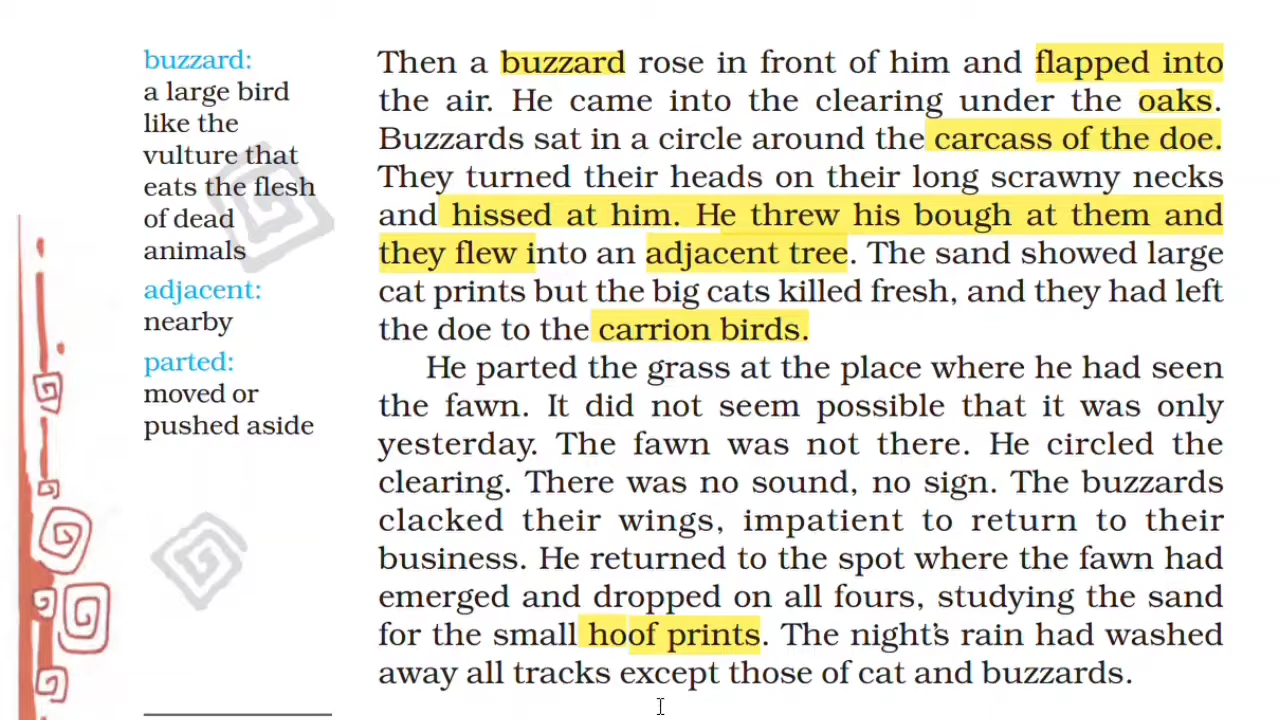 buzzard:
a large bird
like the
vulture that
eats the flesh
of dead
animals
adjacent:
nearby
parted:
moved or
pushed aside
Then a buzzard rose in front of him and flapped into
the air. He came into the clearing under the oaks.
Buzzards sat in a circle around the carcass of the doe.
They turned their heads on their long scrawny necks
and hissed at him. He threw his bough at them and
they flew into an adjacent tree. The sand showed large
cat prints but the big cats killed fresh, and they had left
the doe to the carrion birds.
He parted the grass at the place where he had seen
the fawn. It did not seem possible that it was only
yesterday. The fawn was not there. He circled the
clearing. There was no sound, no sign. The buzzards
clacked their wings, impatient to return to their
business. He returned to the spot where the fawn had
emerged and dropped on all fours, studying the sand
for the small hoof prints. The night's rain had washed
away all tracks except those of cat and buzzards.